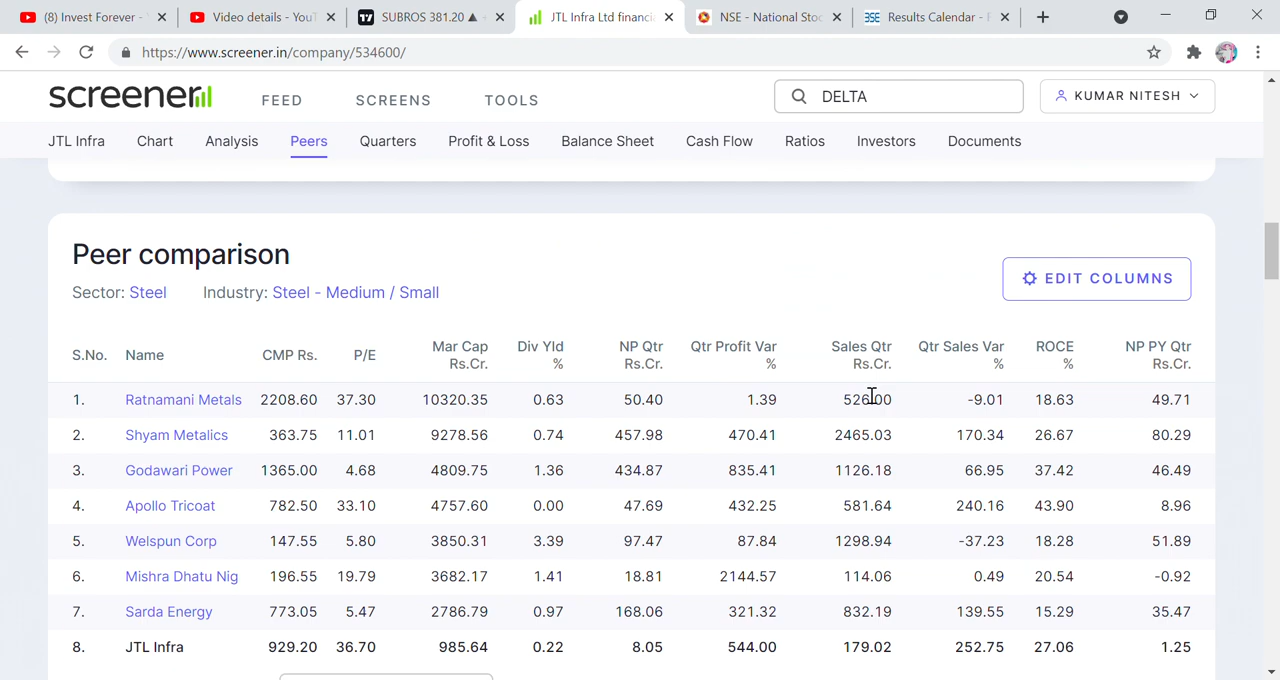 (8) Invest Forever -
Video details - YouT
SUBROS 381.20 ▲
JTL Infra Ltd financi
NSE - National Stoc
BSE
Results Calendar -
https://www.screener.in/company/534600/
screener
FEED
SCREENS
TOOLS
DELTA
KUMAR NITESH
JTL Infra Chart Analysis Peers Quarters Profit & Loss Balance Sheet Cash Flow Ratios Investors Documents
Peer comparison
EDIT COLUMNS
Sector: Steel Industry: Steel - Medium / Small
S.No. Name CMP Rs. P/E Mar Cap Rs.Cr. Div Yld % NP Qtr Rs.Cr. Qtr Profit Var % Sales Qtr Rs.Cr. Qtr Sales Var % ROCE % NP PY Qtr Rs.Cr.
1. Ratnamani Metals 2208.60 37.30 10320.35 0.63 50.40 1.39 526.00 -9.01 18.63 49.71
2. Shyam Metalics 363.75 11.01 9278.56 0.74 457.98 470.41 2465.03 170.34 26.67 80.29
3. Godawari Power 1365.00 4.68 4809.75 1.36 434.87 835.41 1126.18 66.95 37.42 46.49
4. Apollo Tricoat 782.50 33.10 4757.60 0.00 47.69 432.25 581.64 240.16 43.90 8.96
5. Welspun Corp 147.55 5.80 3850.31 3.39 97.47 87.84 1298.94 -37.23 18.28 51.89
6. Mishra Dhatu Nig 196.55 19.79 3682.17 1.41 18.81 2144.57 114.06 0.49 20.54 -0.92
7. Sarda Energy 773.05 5.47 2786.79 0.97 168.06 321.32 832.19 139.55 15.29 35.47
8. JTL Infra 929.20 36.70 985.64 0.22 8.05 544.00 179.02 252.75 27.06 1.25